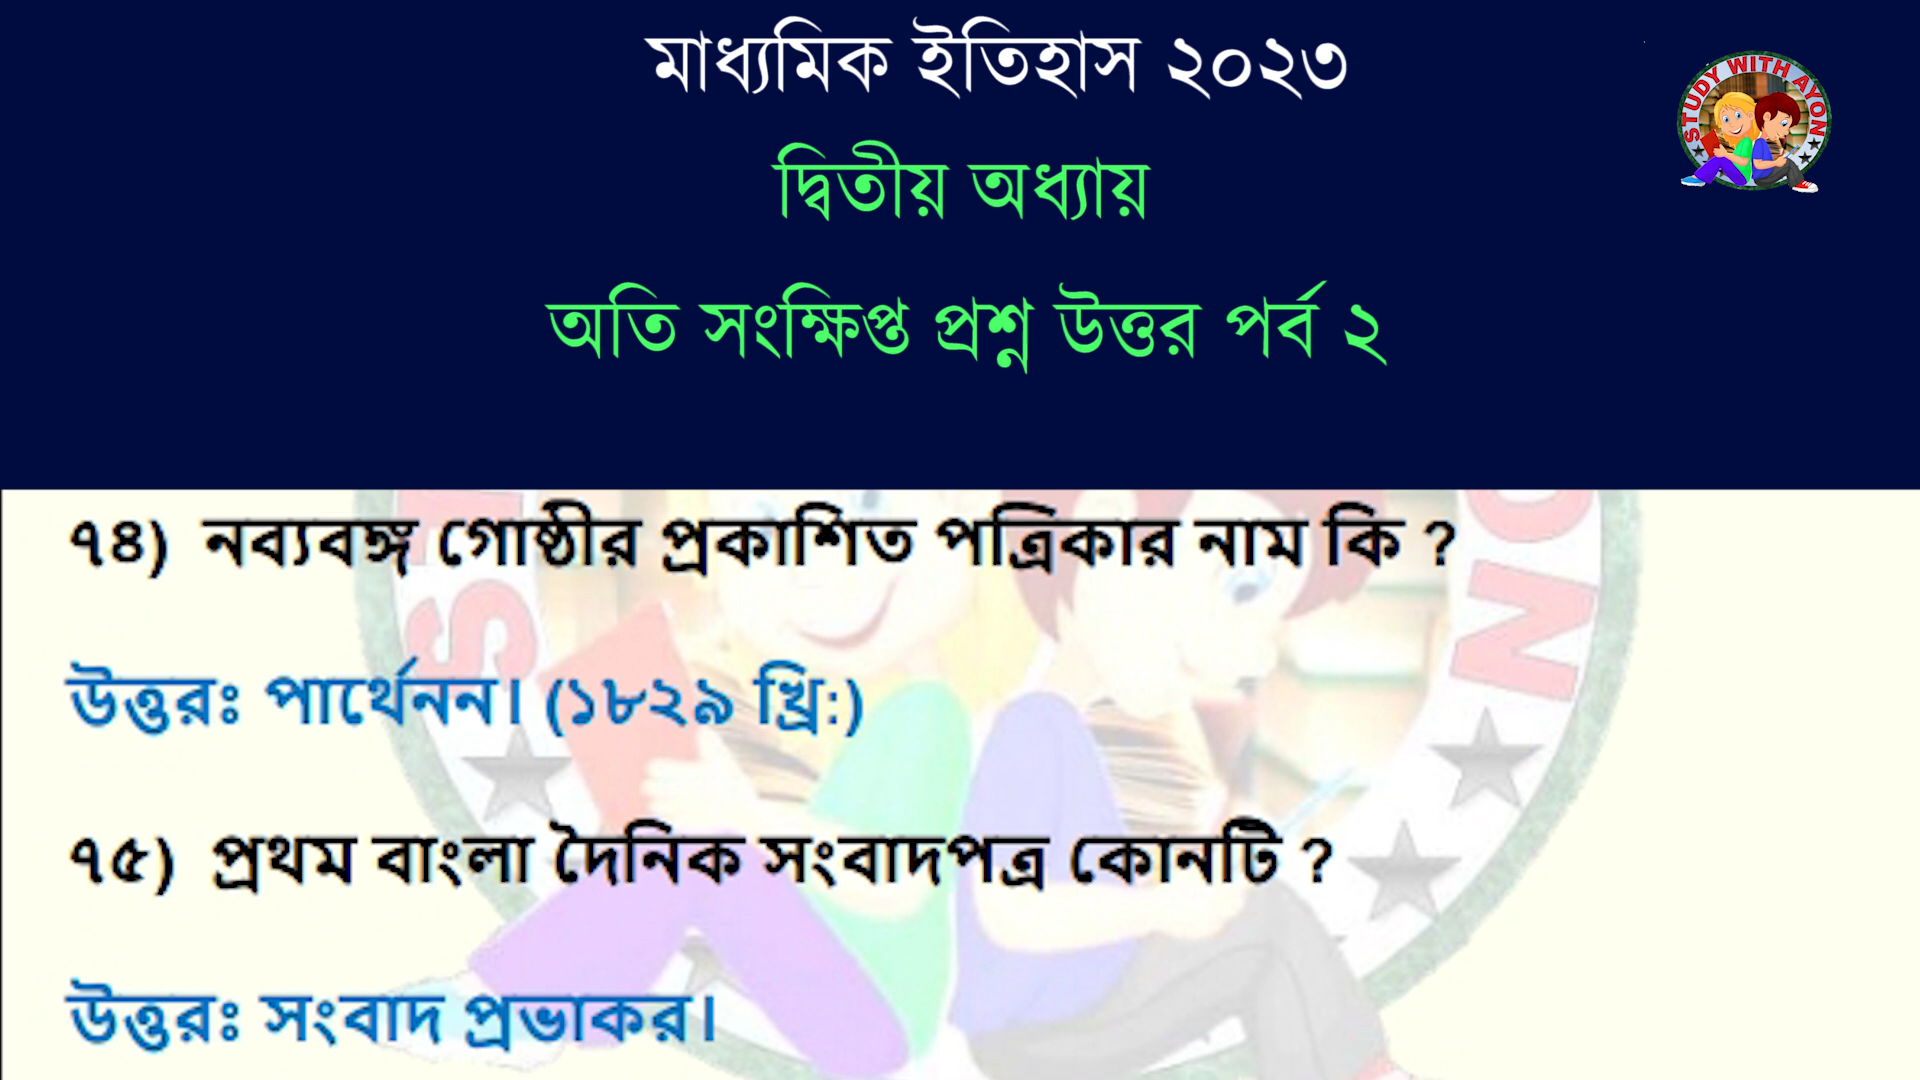 মাধ্যমিক ইতিহাস ২০২৩
STUDY WITH AYON
দ্বিতীয় অধ্যায়
অতি সংক্ষিপ্ত প্রশ্ন উত্তর পর্ব ২
৭৪) নব্যবঙ্গ গোষ্ঠীর প্রকাশিত পত্রিকার নাম কি ?
উত্তরঃ পার্থেনন। (১৮২৯ খ্রি:)
৭৫) প্রথম বাংলা দৈনিক সংবাদপত্র কোনটি ?
উত্তরঃ সংবাদ প্রভাকর।